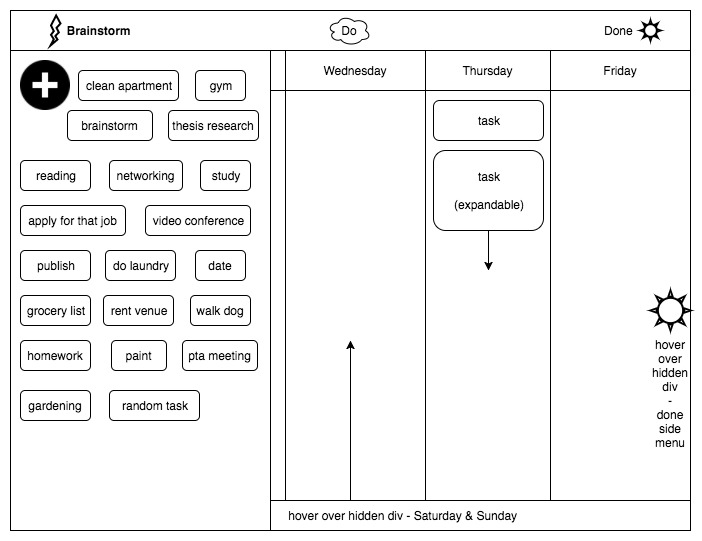 Brainstorm
Do
Done
Wednesday
Thursday
Friday
clean apartment
gym
brainstorm
thesis research
reading
networking
study
apply for that job
video conference
publish
do laundry
date
grocery list
rent venue
walk dog
homework
paint
pta meeting
gardening
random task
task
task
(expandable)
hover
over
hidden
div
-
done
side
menu
hover over hidden div - Saturday & Sunday